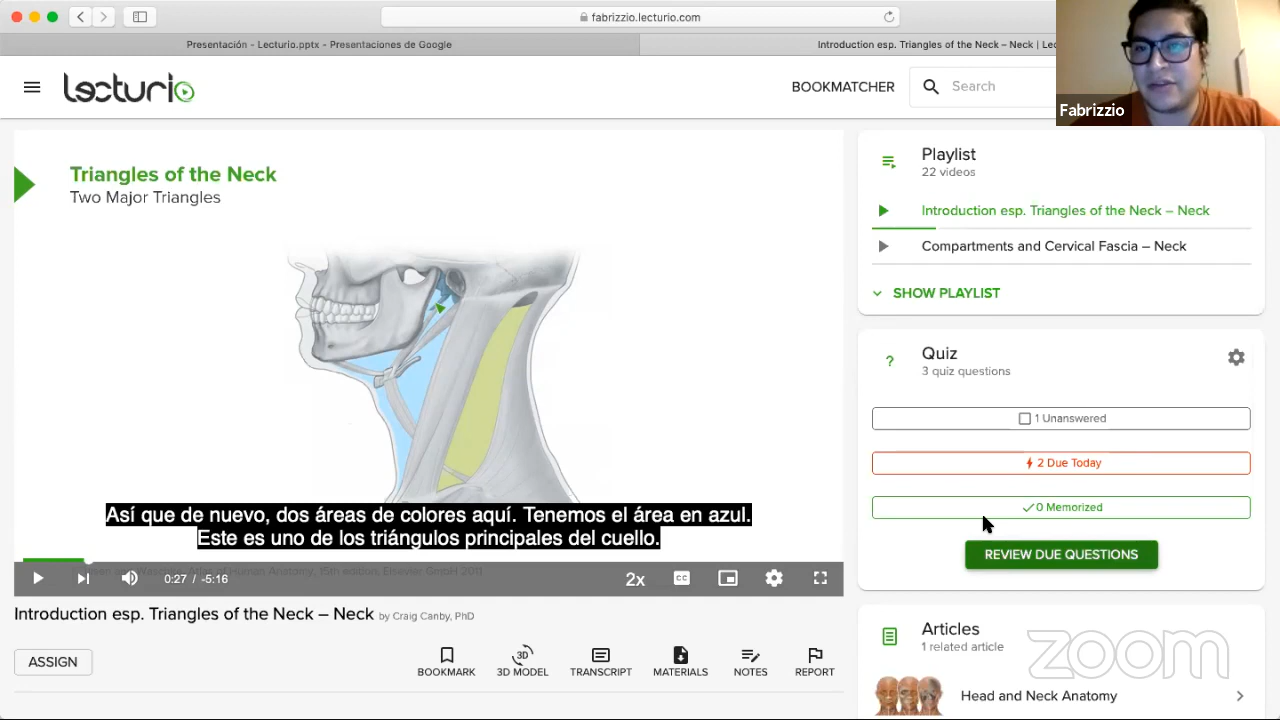 fabrizzio.lecturio.com
Presentación - Lecturio.pptx - Presentaciones de Google
Introduction esp. Triangles of the Neck – Neck | Lec
Fabrizzio
lecturio
BOOKMATCHER
Search
Triangles of the Neck
Two Major Triangles
Así que de nuevo, dos áreas de colores aquí. Tenemos el área en azul.
Este es uno de los triángulos principales del cuello.
0:27 / -5:16
2x
CC
Introduction esp. Triangles of the Neck – Neck by Craig Canby, PhD
ASSIGN
BOOKMARK
3D
3D MODEL
TRANSCRIPT
MATERIALS
NOTES
REPORT
Playlist
22 videos
Introduction esp. Triangles of the Neck – Neck
Compartments and Cervical Fascia – Neck
SHOW PLAYLIST
?
Quiz
3 quiz questions
1 Unanswered
2 Due Today
0 Memorized
REVIEW DUE QUESTIONS
Articles
1 related article
Head and Neck Anatomy
zoom